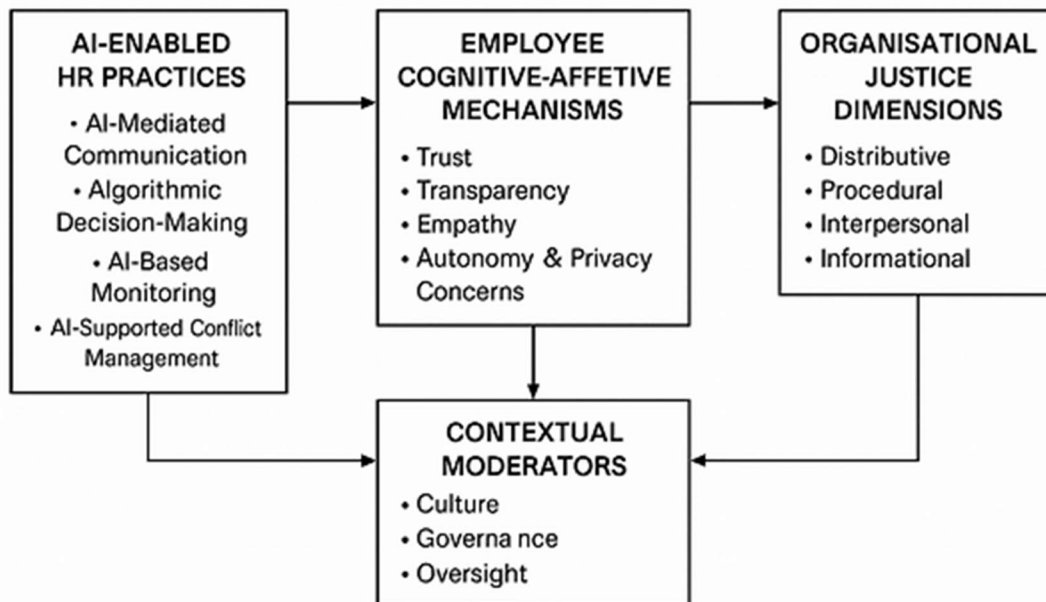 AI-ENABLED
HR PRACTICES
• AI-Mediated
Communication
• Algorithmic
Decision-Making
• AI-Based
Monitoring
• AI-Supported Conflict
Management
EMPLOYEE
COGNITIVE-AFFETIVE
MECHANISMS
• Trust
• Transparency
• Empathy
• Autonomy & Privacy
Concerns
ORGANISATIONAL
JUSTICE
DIMENSIONS
• Distributive
• Procedural
• Interpersonal
• Informational
CONTEXTUAL
MODERATORS
• Culture
• Governa nce
• Oversight